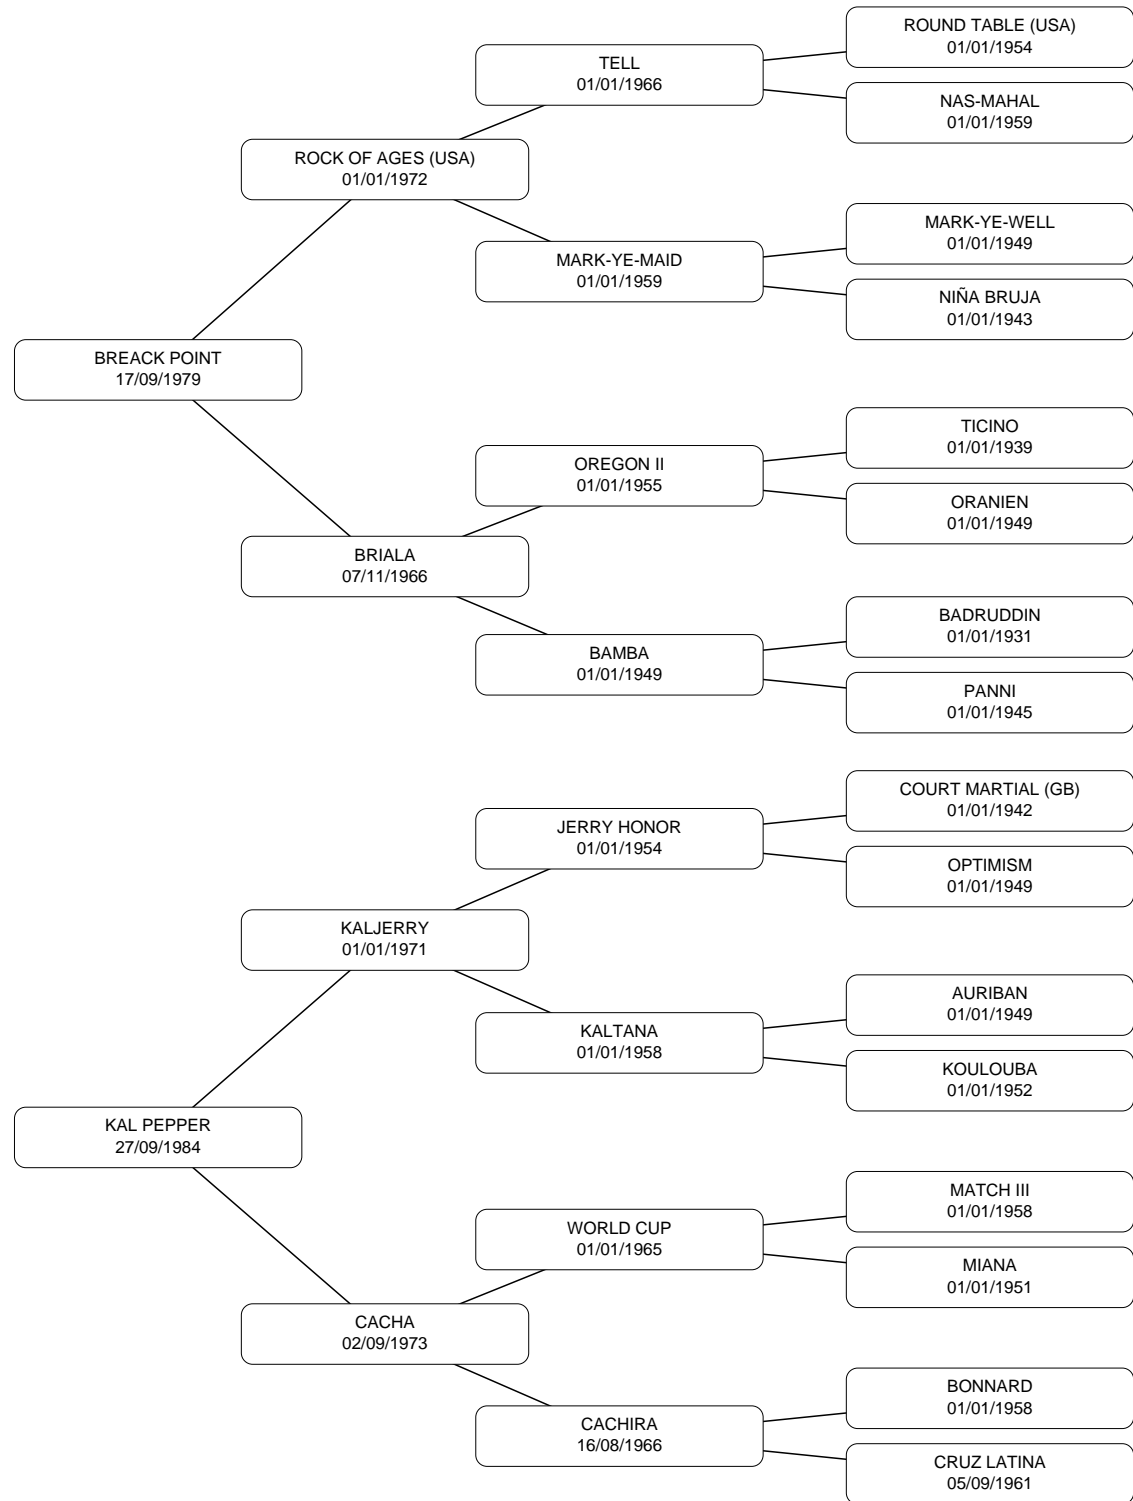 ROUND TABLE (USA)
01/01/1954
TELL
01/01/1966
NAS-MAHAL
01/01/1959
ROCK OF AGES (USA)
01/01/1972
MARK-YE-WELL
01/01/1949
MARK-YE-MAID
01/01/1959
NIÑA BRUJA
01/01/1943
BREACK POINT
17/09/1979
TICINO
01/01/1939
OREGON II
01/01/1955
ORANIEN
01/01/1949
BRIALA
07/11/1966
BADRUDDIN
01/01/1931
BAMBA
01/01/1949
PANNI
01/01/1945
COURT MARTIAL (GB)
01/01/1942
JERRY HONOR
01/01/1954
OPTIMISM
01/01/1949
KALJERRY
01/01/1971
AURIBAN
01/01/1949
KALTANA
01/01/1958
KOULOUBA
01/01/1952
KAL PEPPER
27/09/1984
MATCH III
01/01/1958
WORLD CUP
01/01/1965
MIANA
01/01/1951
CACHA
02/09/1973
BONNARD
01/01/1958
CACHIRA
16/08/1966
CRUZ LATINA
05/09/1961